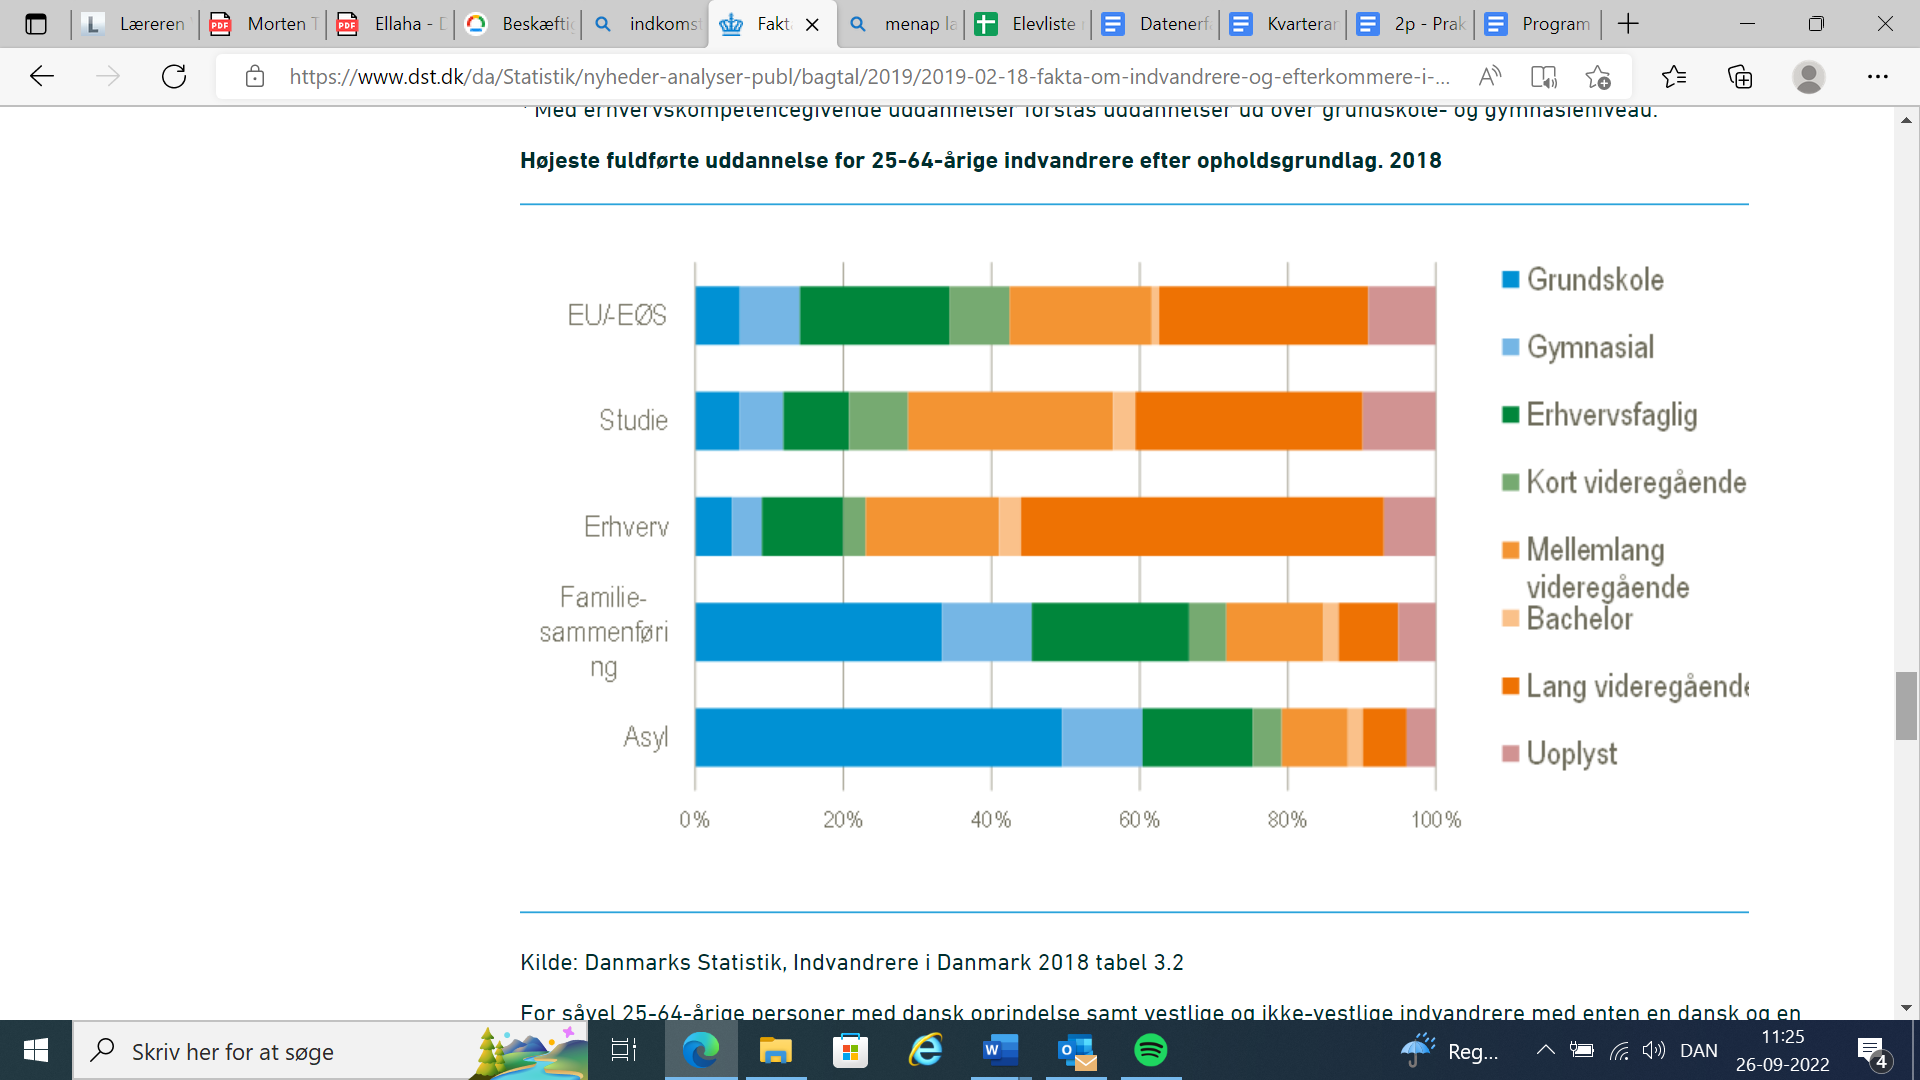 Læreren
Morten T
Ellaha - D
Beskæftig
indkomst
Fakta
menap la
Elevliste
Datenerfa
Kvarteran
2p - Prak
Program
https://www.dst.dk/da/Statistik/nyheder-analyser-publ/bagtal/2019/2019-02-18-fakta-om-indvandrere-og-efterkommere-i-...
* Med erhvervskompetencegivende uddannelser forstås uddannelser ud over grundskole- og gymnasieniveau.
Højeste fuldførte uddannelse for 25-64-årige indvandrere efter opholdsgrundlag. 2018
EU/-EØS
Studie
Erhverv
Familie-
sammenføri
ng
Asyl
0%
20%
40%
60%
80%
100%
Grundskole
Gymnasial
Erhvervsfaglig
Kort videregående
Mellemlang
videregående
Bachelor
Lang videregående
Uoplyst
Kilde: Danmarks Statistik, Indvandrere i Danmark 2018 tabel 3.2
For såvel 25-64-årige personer med dansk oprindelse samt vestlige og ikke-vestlige indvandrere med enten en dansk og en
Skriv her for at søge
Reg...
DAN
11:25
26-09-2022
4